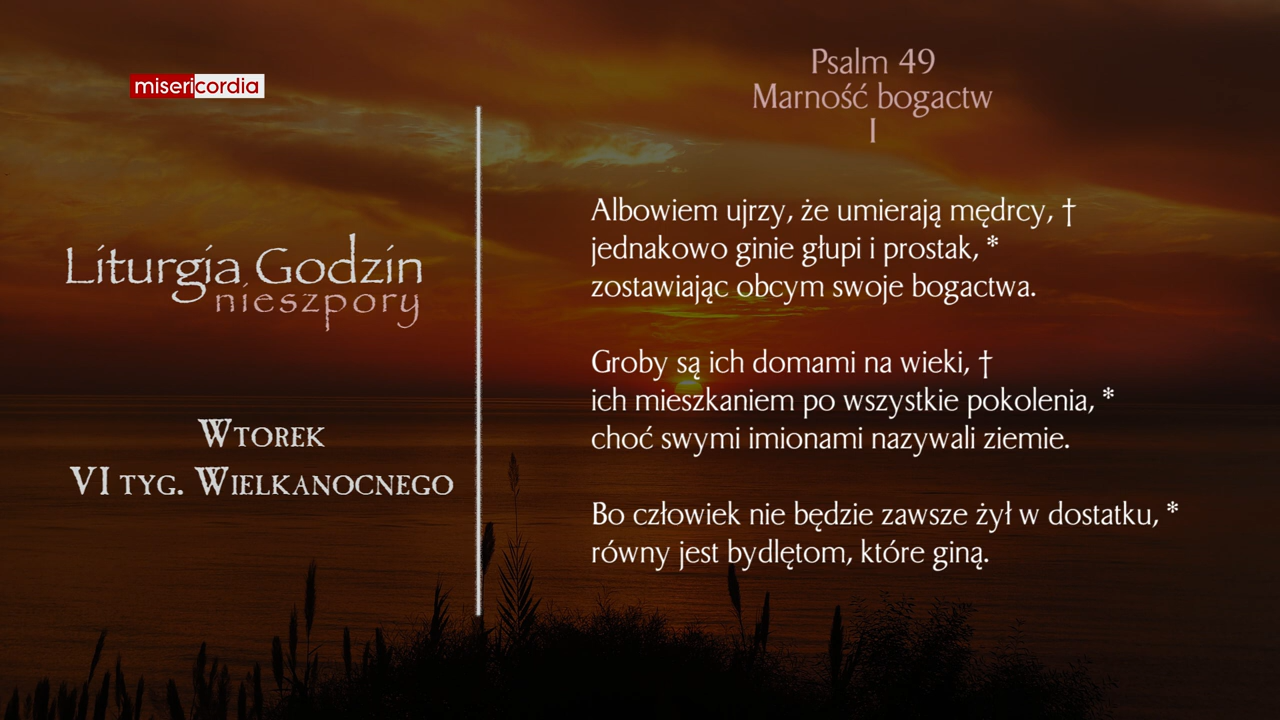 misericordia
Liturgia Godzin
nieszpory
Wtorek
VI tyg. Wielkanocnego
Psalm 49
Marność bogactw
I
Albowiem ujrzy, że umierają mędrcy, †
jednakowo ginie głupi i prostak, *
zostawiając obcym swoje bogactwa.
Groby są ich domami na wieki, †
ich mieszkaniem po wszystkie pokolenia, *
choć swymi imionami nazywali ziemie.
Bo człowiek nie będzie zawsze żył w dostatku, *
równy jest bydlętom, które giną.